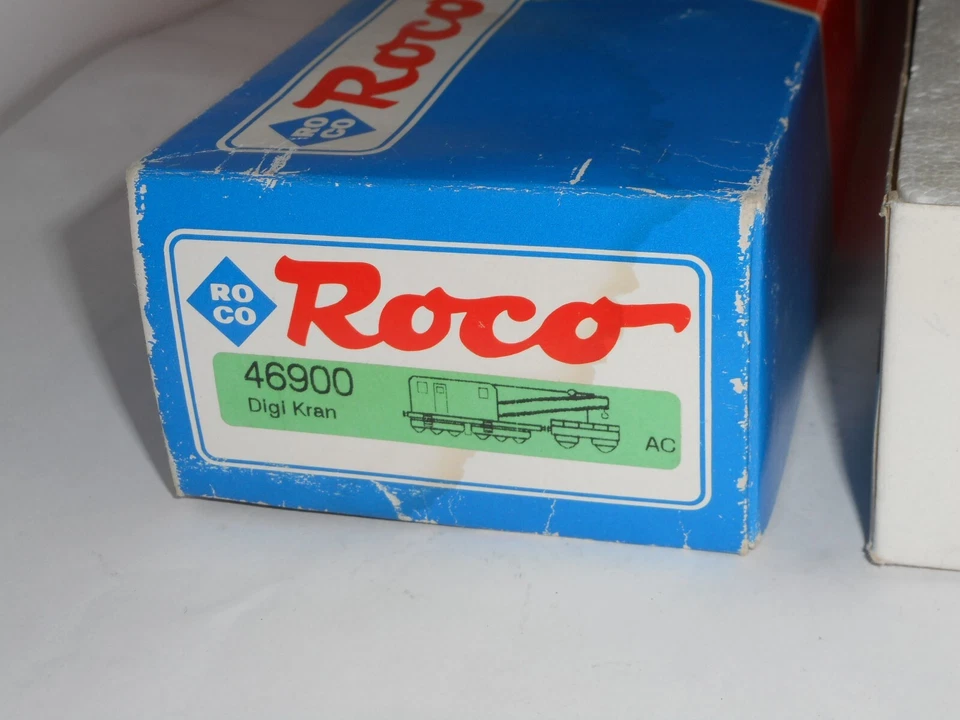 Roco
RO
CO
RO
CO
Roco
46900
Digi Kran
AC